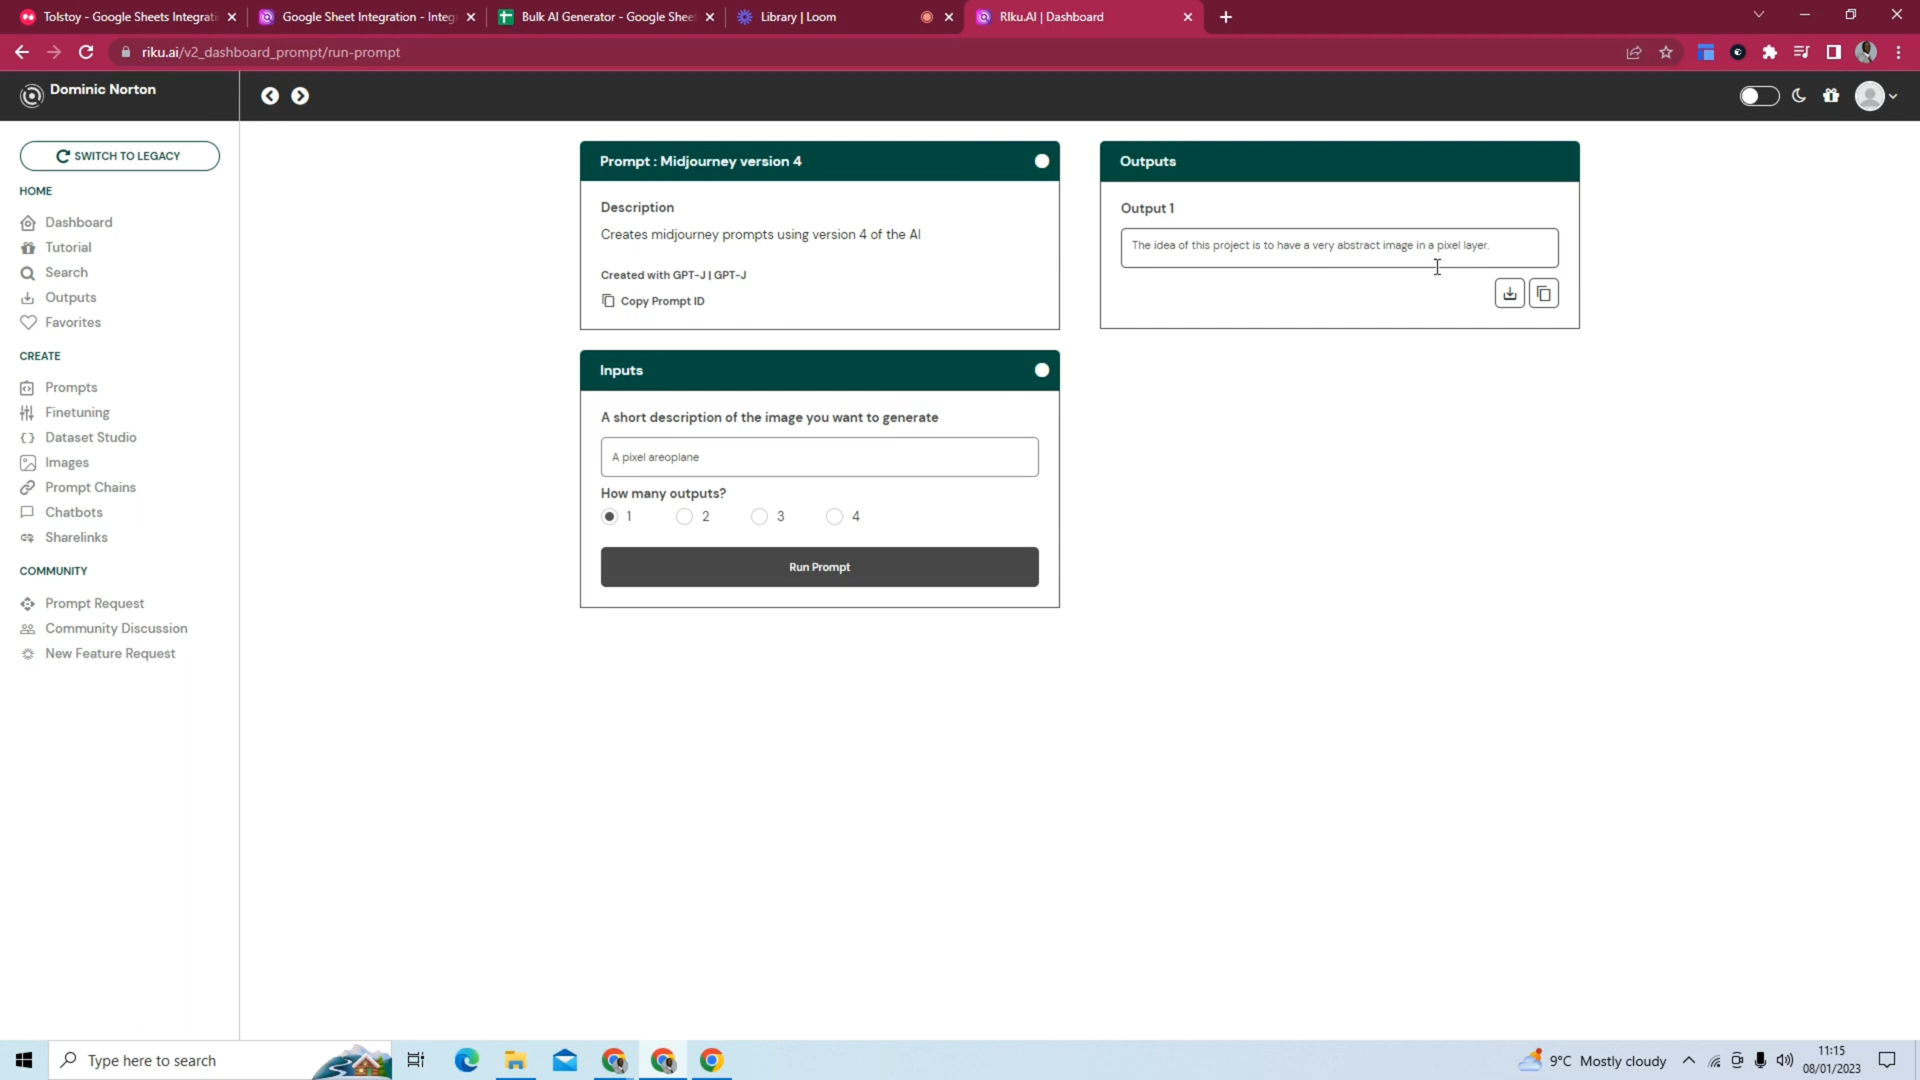 Tolstoy - Google Sheets Integrati
Google Sheet Integration - Integ
Bulk AI Generator - Google Shee
Library | Loom
RIku.AI | Dashboard
riku.ai/v2_dashboard_prompt/run-prompt
Dominic Norton
SWITCH TO LEGACY
HOME
Dashboard
Tutorial
Search
Outputs
Favorites
CREATE
Prompts
Finetuning
Dataset Studio
Images
Prompt Chains
Chatbots
Sharelinks
COMMUNITY
Prompt Request
Community Discussion
New Feature Request
Prompt : Midjourney version 4
Description
Creates midjourney prompts using version 4 of the AI
Created with GPT-J | GPT-J
Copy Prompt ID
Inputs
A short description of the image you want to generate
A pixel areoplane
How many outputs?
1 2 3 4
Run Prompt
Outputs
Output 1
The idea of this project is to have a very abstract image in a pixel layer.
Type here to search
9°C Mostly cloudy
11:15
08/01/2023